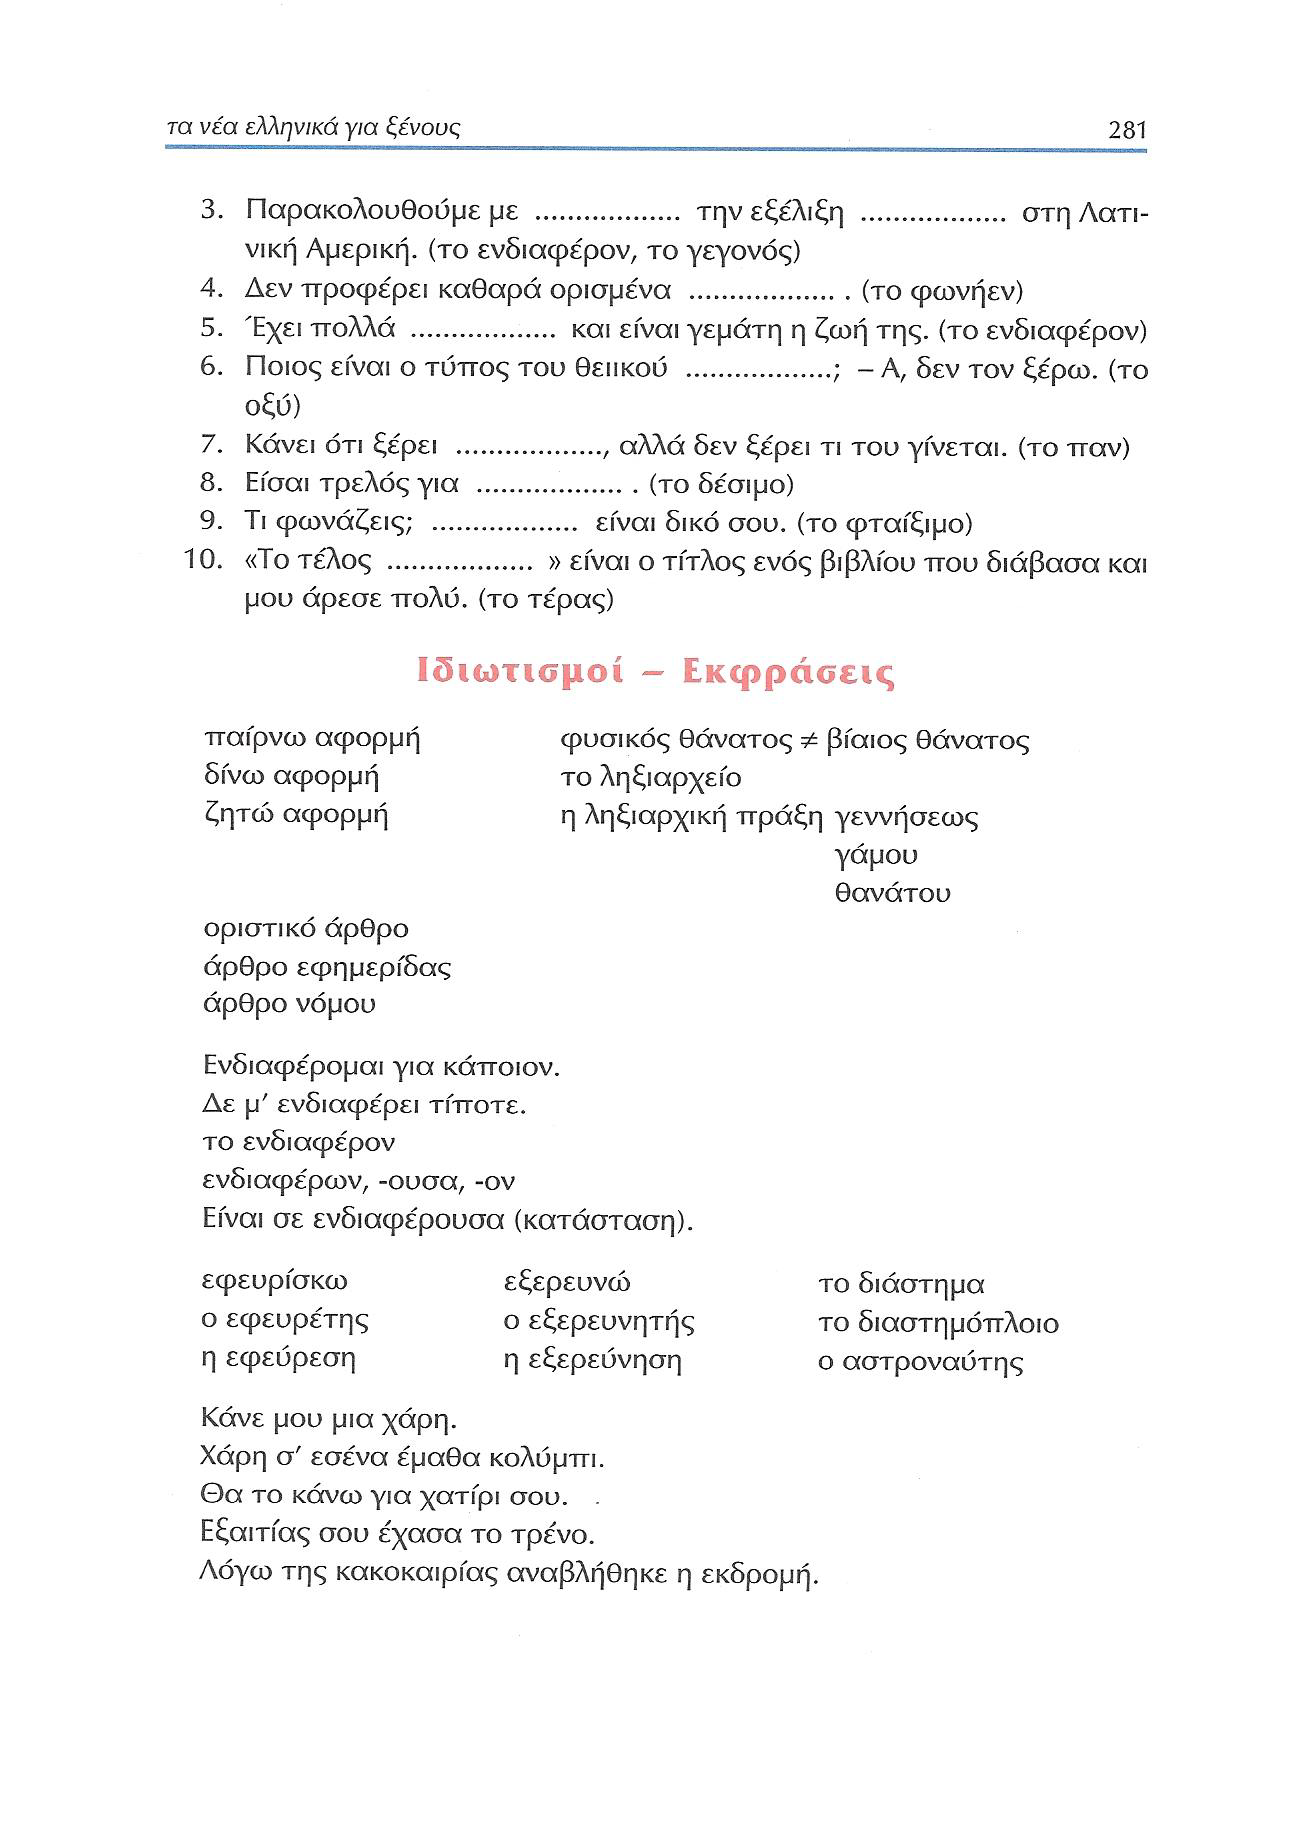 τα νέα ελληνικά για ξένους 281
3. Παρακολουθούμε με .................. την εξέλιξη .................. στη Λατι-
νική Αμερική. (το ενδιαφέρον, το γεγονός)
4. Δεν προφέρει καθαρά ορισμένα .................. . (το φωνήεν)
5. Έχει πολλά .................. και είναι γεμάτη η ζωή της. (το ενδιαφέρον)
6. Ποιος είναι ο τύπος του θειικού ..................; – Α, δεν τον ξέρω. (το
οξύ)
7. Κάνει ότι ξέρει .................., αλλά δεν ξέρει τι του γίνεται. (το παν)
8. Είσαι τρελός για .................. . (το δέσιμο)
9. Τι φωνάζεις; .................. είναι δικό σου. (το φταίξιμο)
10. «Το τέλος .................. » είναι ο τίτλος ενός βιβλίου που διάβασα και
μου άρεσε πολύ. (το τέρας)
Ιδιωτισμοί – Εκφράσεις
παίρνω αφορμή φυσικός θάνατος ≠ βίαιος θάνατος
δίνω αφορμή το ληξιαρχείο
ζητώ αφορμή η ληξιαρχική πράξη γεννήσεως
γάμου
θανάτου
οριστικό άρθρο
άρθρο εφημερίδας
άρθρο νόμου
Ενδιαφέρομαι για κάποιον.
Δε μ' ενδιαφέρει τίποτε.
το ενδιαφέρον
ενδιαφέρων, -ουσα, -ον
Είναι σε ενδιαφέρουσα (κατάσταση).
εφευρίσκω εξερευνώ το διάστημα
ο εφευρέτης ο εξερευνητής το διαστημόπλοιο
η εφεύρεση η εξερεύνηση ο αστροναύτης
Κάνε μου μια χάρη.
Χάρη σ' εσένα έμαθα κολύμπι.
Θα το κάνω για χατίρι σου.
Εξαιτίας σου έχασα το τρένο.
Λόγω της κακοκαιρίας αναβλήθηκε η εκδρομή.